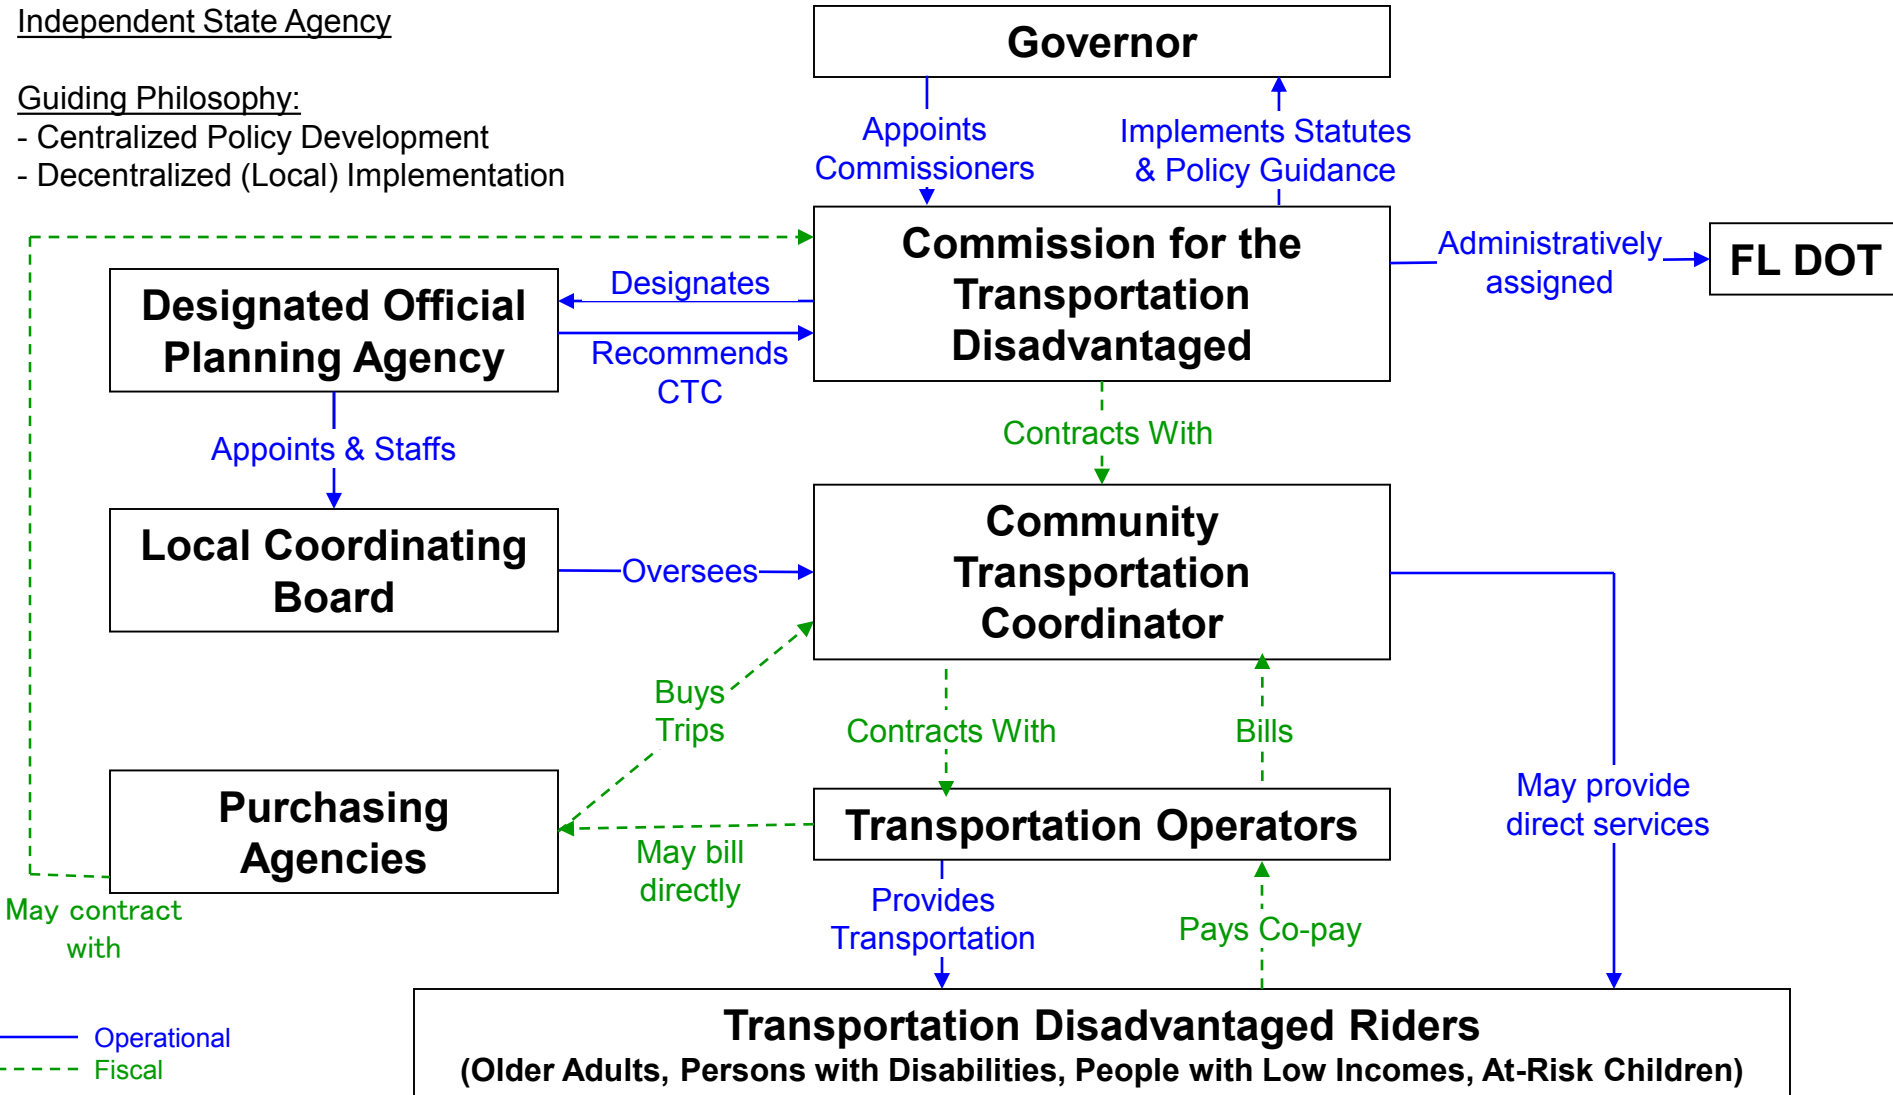 Independent State Agency
Guiding Philosophy:
- Centralized Policy Development
- Decentralized (Local) Implementation
Governor
Appoints
Commissioners
Implements Statutes
& Policy Guidance
Commission for the
Transportation
Disadvantaged
Administratively
assigned
FL DOT
Designated Official
Planning Agency
Designates
Recommends
CTC
Appoints & Staffs
Contracts With
Local Coordinating
Board
Oversees
Community
Transportation
Coordinator
Buys
Trips
Contracts With
Bills
May provide
direct services
Purchasing
Agencies
May bill
directly
Transportation Operators
May contract
with
Provides
Transportation
Pays Co-pay
Transportation Disadvantaged Riders
(Older Adults, Persons with Disabilities, People with Low Incomes, At-Risk Children)
Operational
Fiscal